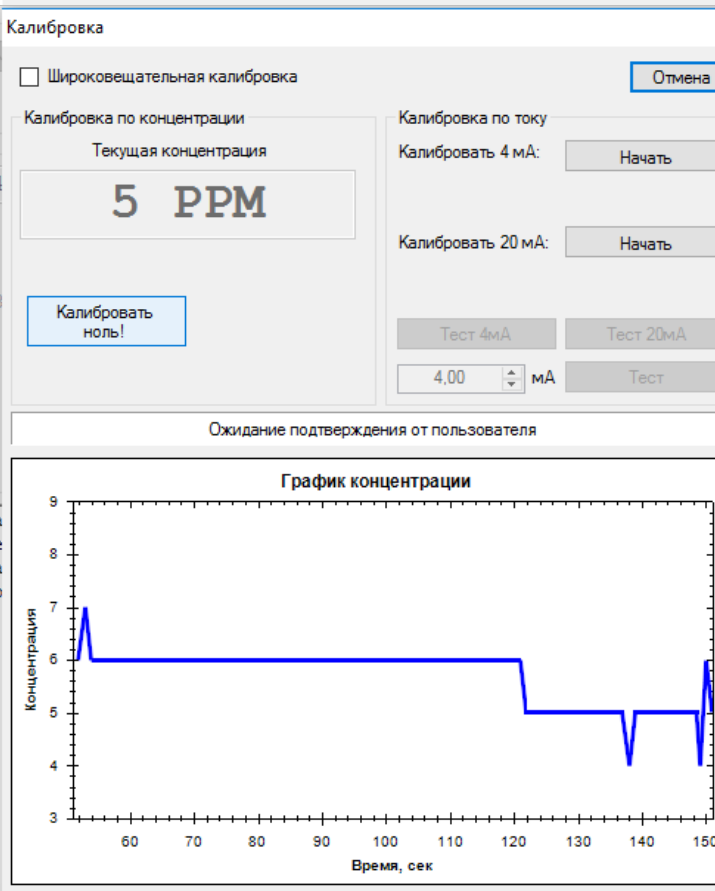 Калибровка
Широковещательная калибровка
Отмена
Калибровка по концентрации
Текущая концентрация
5 PPM
Калибровать
ноль!
Калибровка по току
Калибровать 4 мА:
Начать
Калибровать 20 мА:
Начать
Тест 4мА
Тест 20мА
4,00
мА
Тест
Ожидание подтверждения от пользователя
График концентрации
Концентрация
9
8
7
6
5
4
3
60 70 80 90 100 110 120 130 140 150
Время, сек